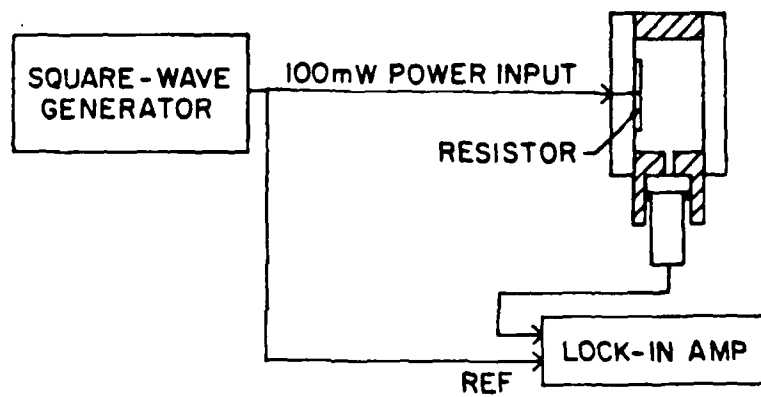 SQUARE-WAVE
GENERATOR
100mW POWER INPUT
RESISTOR
LOCK-IN AMP
REF